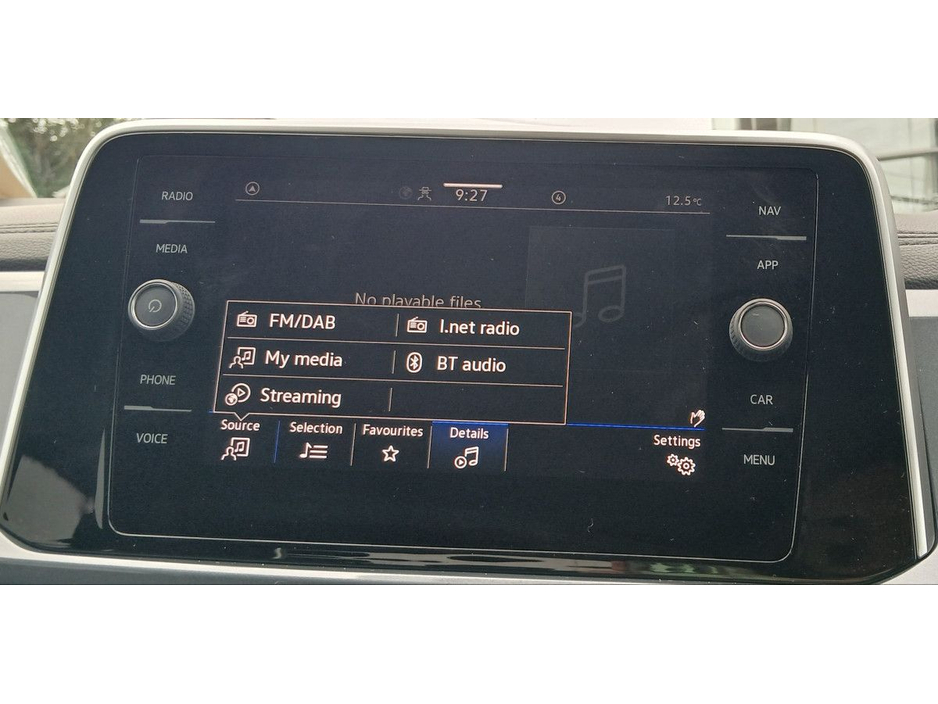 RADIO
MEDIA
PHONE
VOICE
9:27
4
12.5°C
No playable files
FM/DAB
I.net radio
My media
BT audio
Streaming
Source
Selection
Favourites
Details
Settings
NAV
APP
CAR
MENU